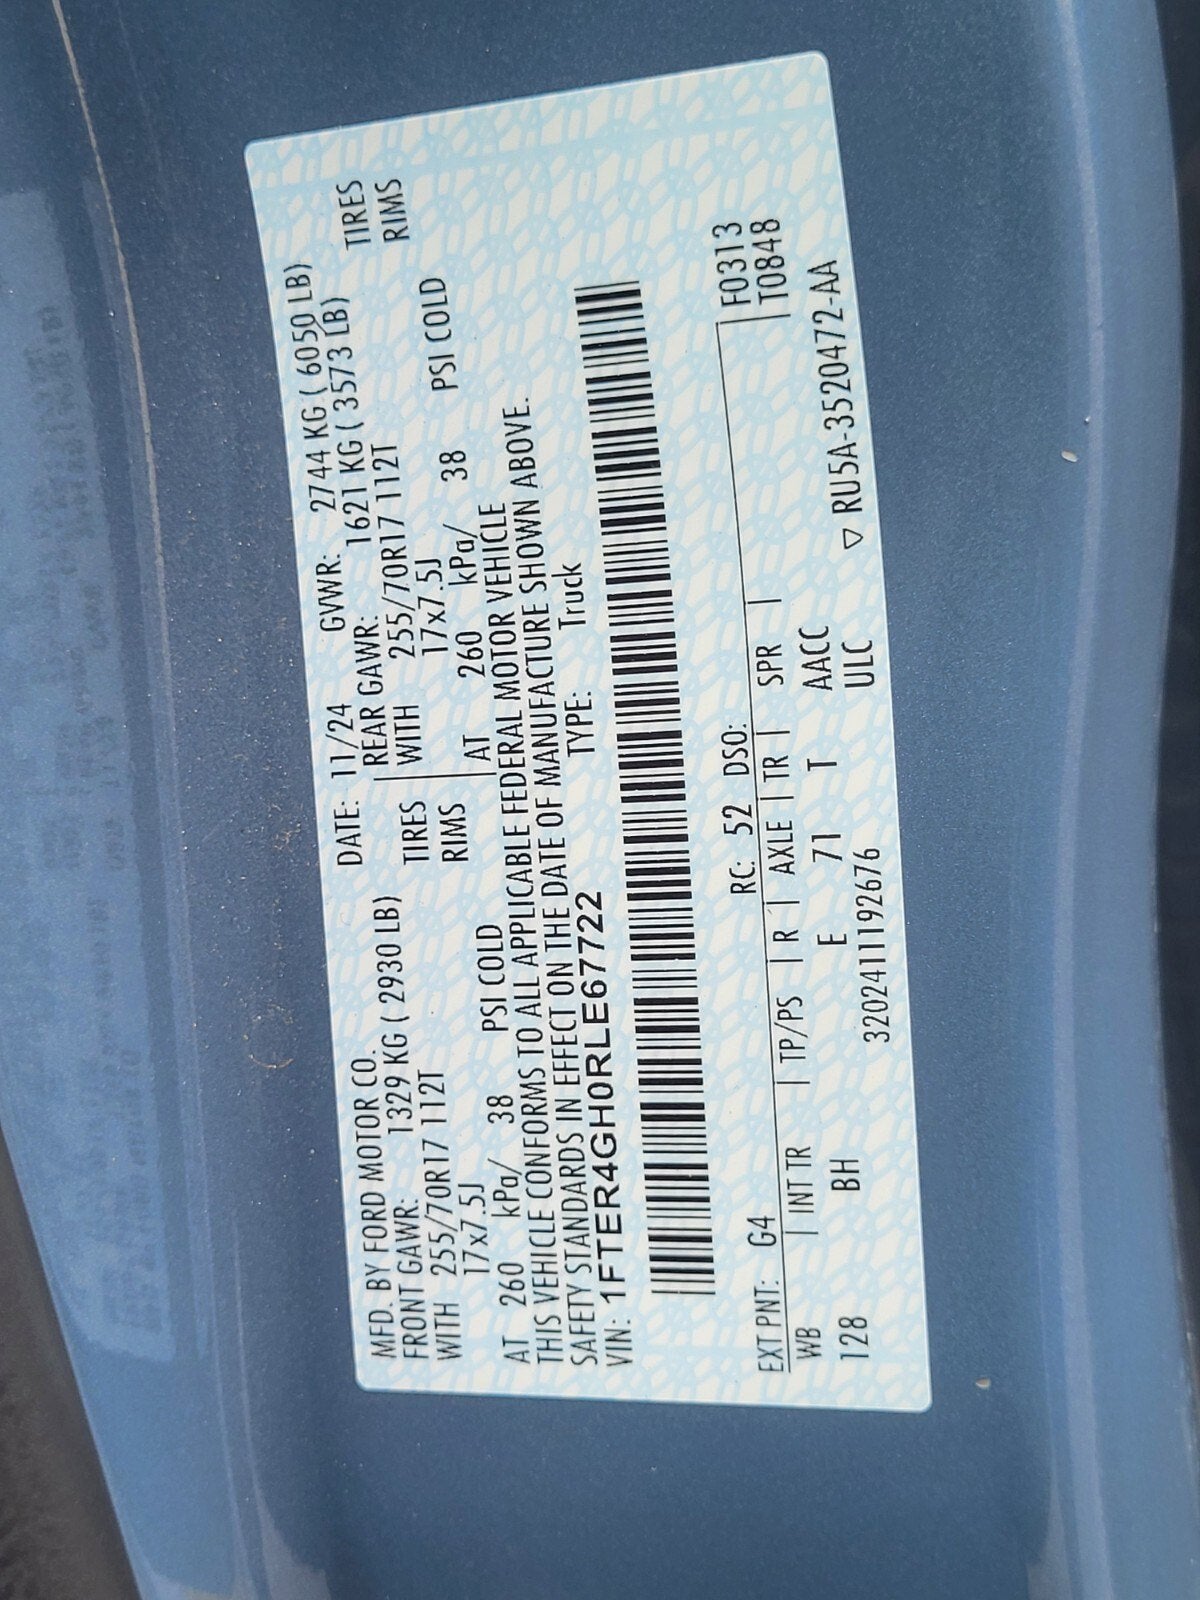 MFD. BY FORD MOTOR CO. DATE: 11/24 GVWR: 2744 KG ( 6050 LB)
FRONT GAWR: 1329 KG ( 2930 LB) REAR GAWR: 1621 KG ( 3573 LB)
WITH 255/70R17 112T TIRES WITH 255/70R17 112T TIRES
17x7.5J RIMS 17x7.5J RIMS
AT 260 kPa/ 38 PSI COLD AT 260 kPa/ 38 PSI COLD
THIS VEHICLE CONFORMS TO ALL APPLICABLE FEDERAL MOTOR VEHICLE
SAFETY STANDARDS IN EFFECT ON THE DATE OF MANUFACTURE SHOWN ABOVE.
VIN: 1FTER4GH0RLE67722 TYPE: Truck
EXT PNT: G4 RC: 52 DSO: F0313
WB | INT TR | TP/PS | R | AXLE | TR | SPR | T0848
128 BH E 71 T AACC
3202411192676 ULC ▽ RU5A-3520472-AA